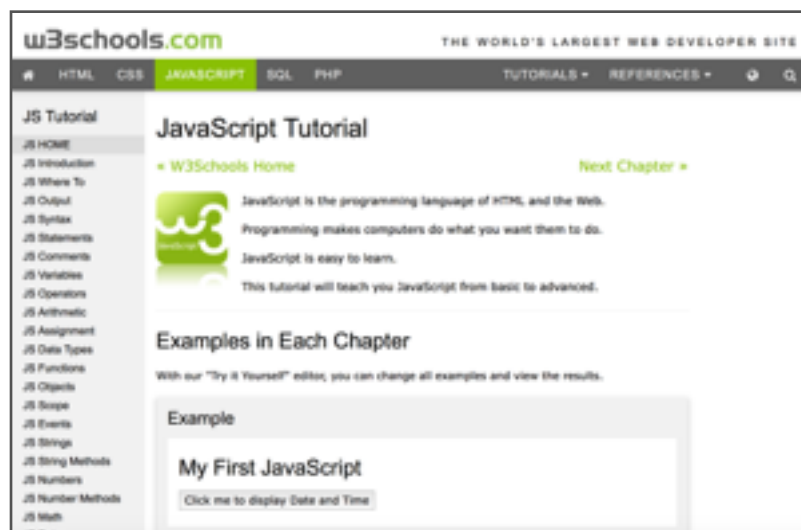 w3schools.com
THE WORLD'S LARGEST WEB DEVELOPER SITE
HTML CSS JAVASCRIPT SQL PHP TUTORIALS REFERENCES
JS Tutorial
JS HOME
JS Introduction
JS Where To
JS Output
JS Syntax
JS Statements
JS Comments
JS Variables
JS Operators
JS Arithmetic
JS Assignment
JS Data Types
JS Functions
JS Objects
JS Scope
JS Events
JS Strings
JS String Methods
JS Numbers
JS Number Methods
JS Math
JavaScript Tutorial
« W3Schools Home Next Chapter »
w3
JavaScript
JavaScript is the programming language of HTML and the Web.
Programming makes computers do what you want them to do.
JavaScript is easy to learn.
This tutorial will teach you JavaScript from basic to advanced.
Examples in Each Chapter
With our "Try it Yourself" editor, you can change all examples and view the results.
Example
My First JavaScript
Click me to display Date and Time